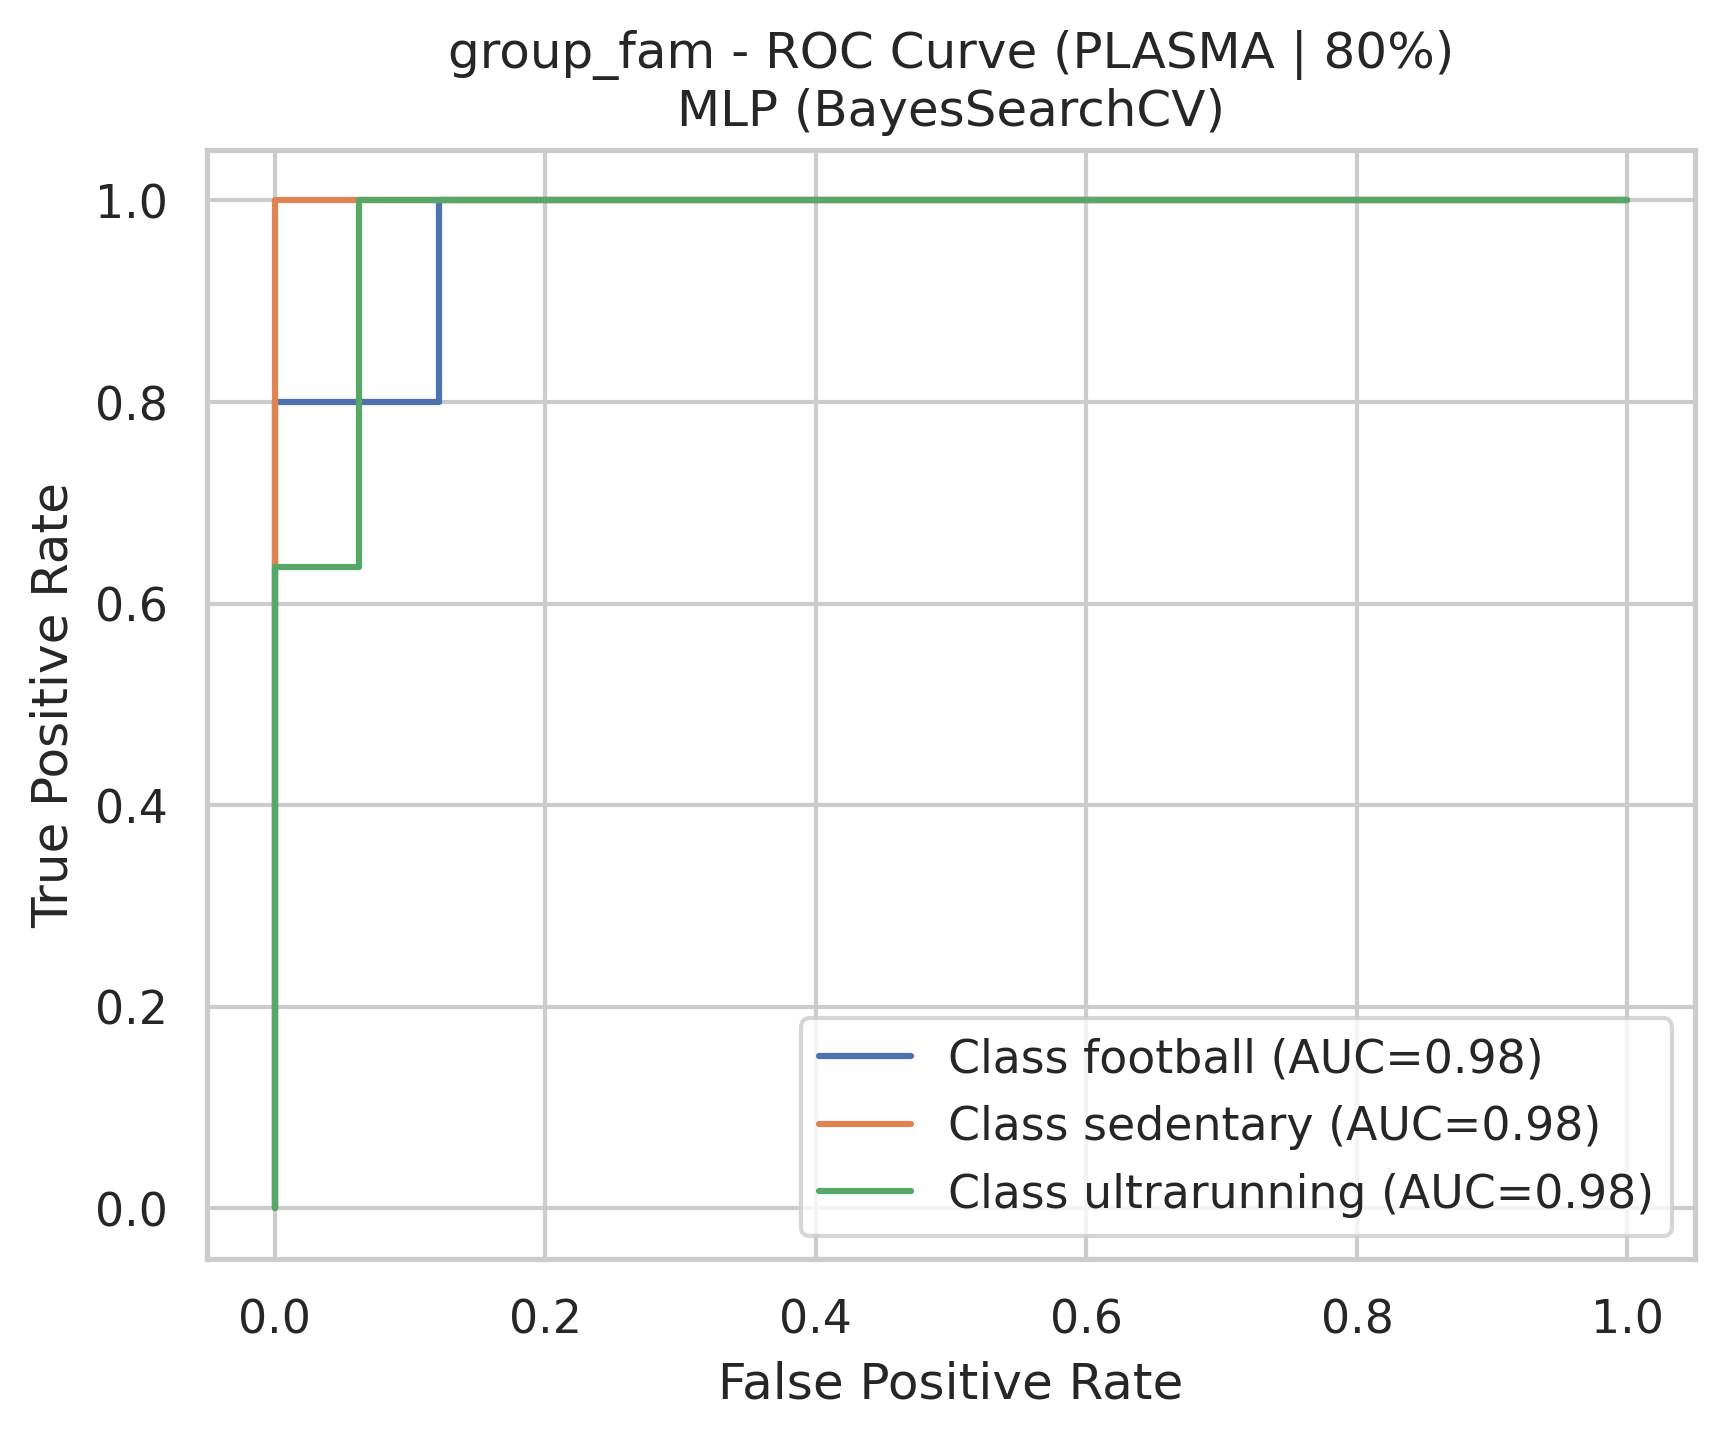 group_fam - ROC Curve (PLASMA | 80%)
MLP (BayesSearchCV)
True Positive Rate
1.0
0.8
0.6
0.4
0.2
0.0
Class football (AUC=0.98)
Class sedentary (AUC=0.98)
Class ultrarunning (AUC=0.98)
0.0 0.2 0.4 0.6 0.8 1.0
False Positive Rate